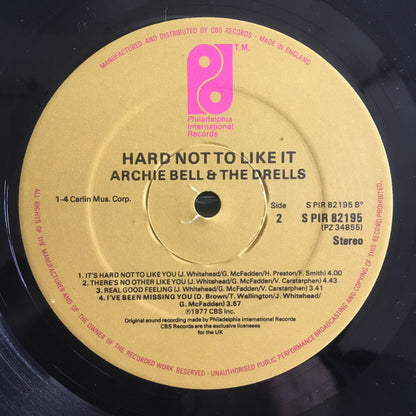 MANUFACTURED AND DISTRIBUTED BY CBS RECORDS • MADE IN ENGLAND
T.M.
Philadelphia
International
Records
HARD NOT TO LIKE IT
ARCHIE BELL & THE DRELLS
1-4 Carlin Mus. Corp.
Side
2
S PIR 82195 B°
S PIR 82195
(PZ 34855)
Stereo
1. IT'S HARD NOT TO LIKE YOU (J. Whitehead/G. McFadden/H. Preston/F. Smith) 4.00
2. THERE'S NO OTHER LIKE YOU (J. Whitehead/G. McFadden/V. Carstarphen) 4.43
3. REAL GOOD FEELING (J. Whitehead/G. McFadden/V. Carstarphen) 3.41
4. I'VE BEEN MISSING YOU (D. Brown/T. Wallington/J. Whitehead/
G. McFadden) 3.57
℗1977 CBS Inc.
Original sound recording made by Philadelphia International Records
CBS Records are the exclusive licensees
for the UK
ALL RIGHTS OF THE MANUFACTURER AND OF THE OWNER OF THE RECORDED WORK RESERVED • UNAUTHORISED PUBLIC PERFORMANCE BROADCASTING AND COPYING OF THIS RECORD PROHIBITED